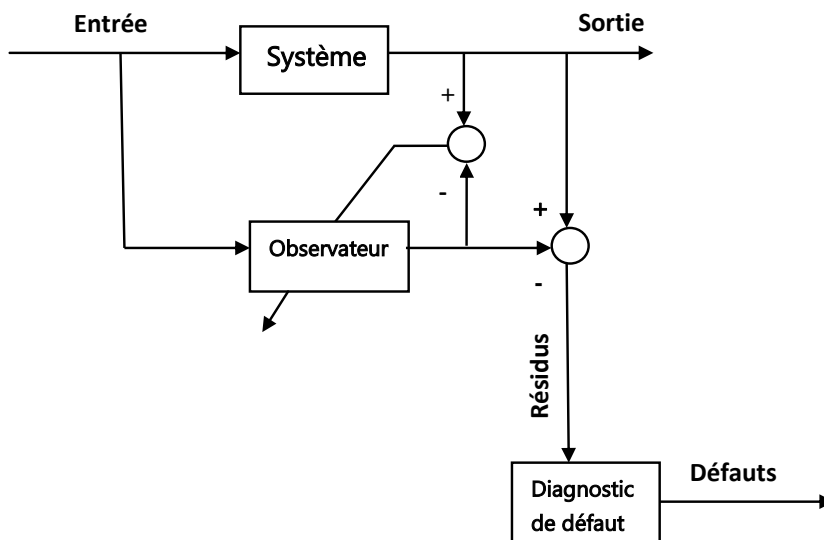 Entrée
Sortie
Système
+
-
Observateur
+
-
Résidus
Diagnostic
de défaut
Défauts